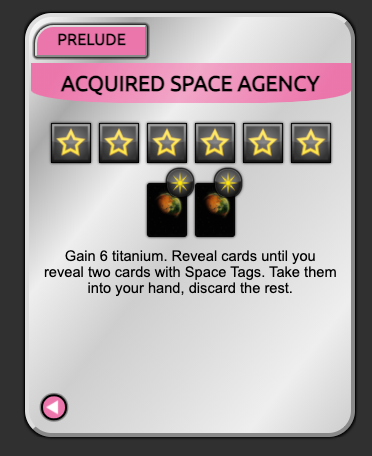 PRELUDE
ACQUIRED SPACE AGENCY
Gain 6 titanium. Reveal cards until you
reveal two cards with Space Tags. Take them
into your hand, discard the rest.